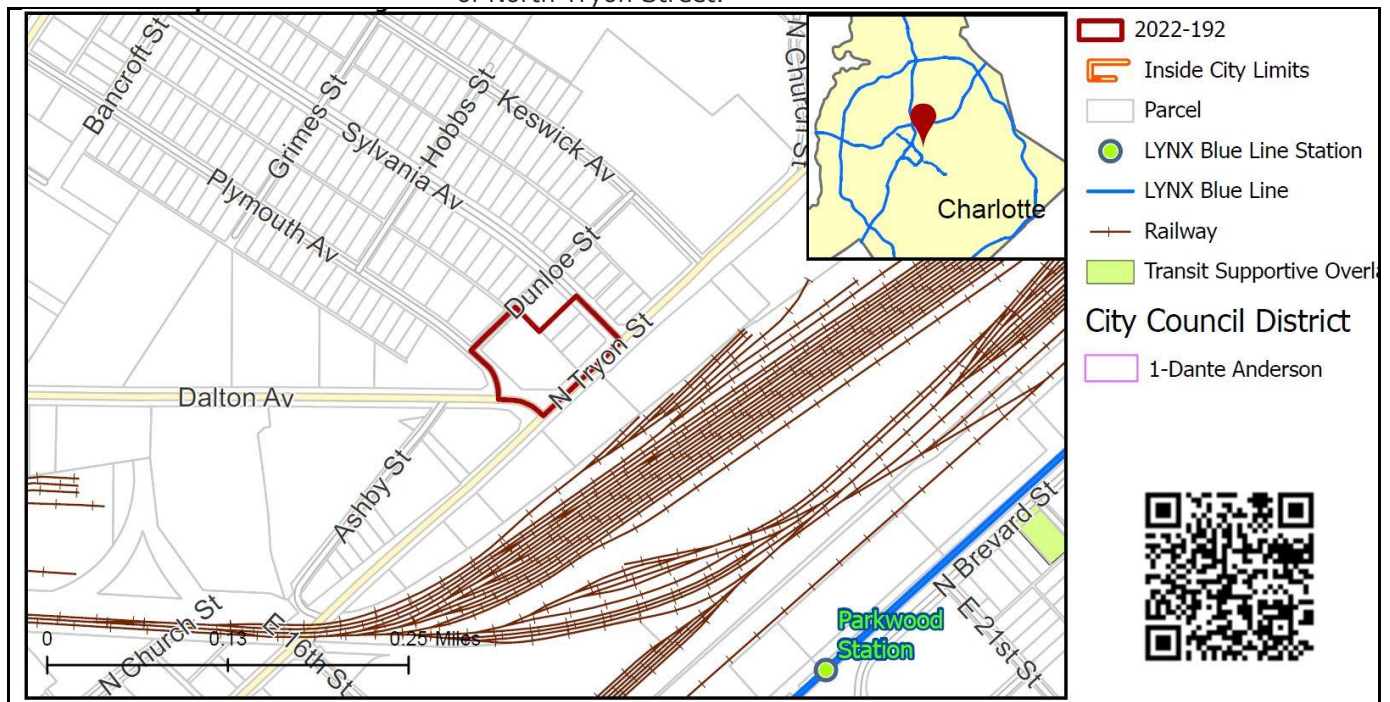 of North Tryon Street.
Bancroft St
Grimes St
Hobbs St
Keswick Av
Sylvania Av
Plymouth Av
Dunloe St
N Church St
Charlotte
N Tryon St
Dalton Av
Ashby St
N Church St
E 16th St
0 0.13 0.25 Miles
N Brevard St
E 21st St
Parkwood
Station
2022-192
Inside City Limits
Parcel
LYNX Blue Line Station
LYNX Blue Line
Railway
Transit Supportive Overla
City Council District
1-Dante Anderson